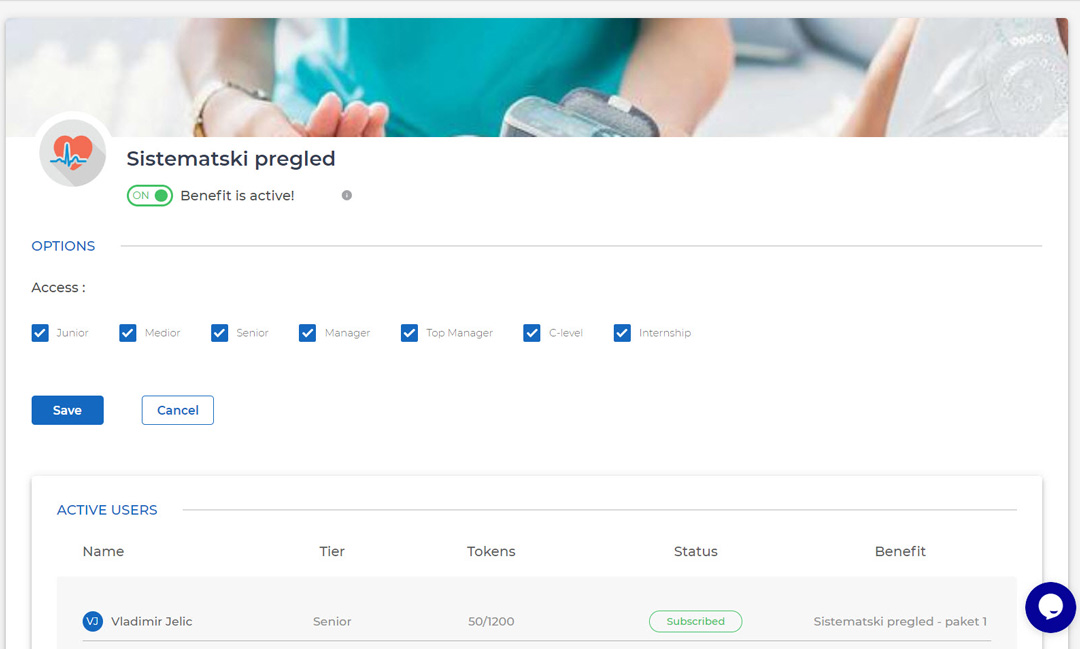 Sistematski pregled
ON Benefit is active!
OPTIONS
Access :
Junior Medior Senior Manager Top Manager C-level Internship
Save Cancel
ACTIVE USERS
Name Tier Tokens Status Benefit
VJ Vladimir Jelic Senior 50/1200 Subscribed Sistematski pregled - paket 1